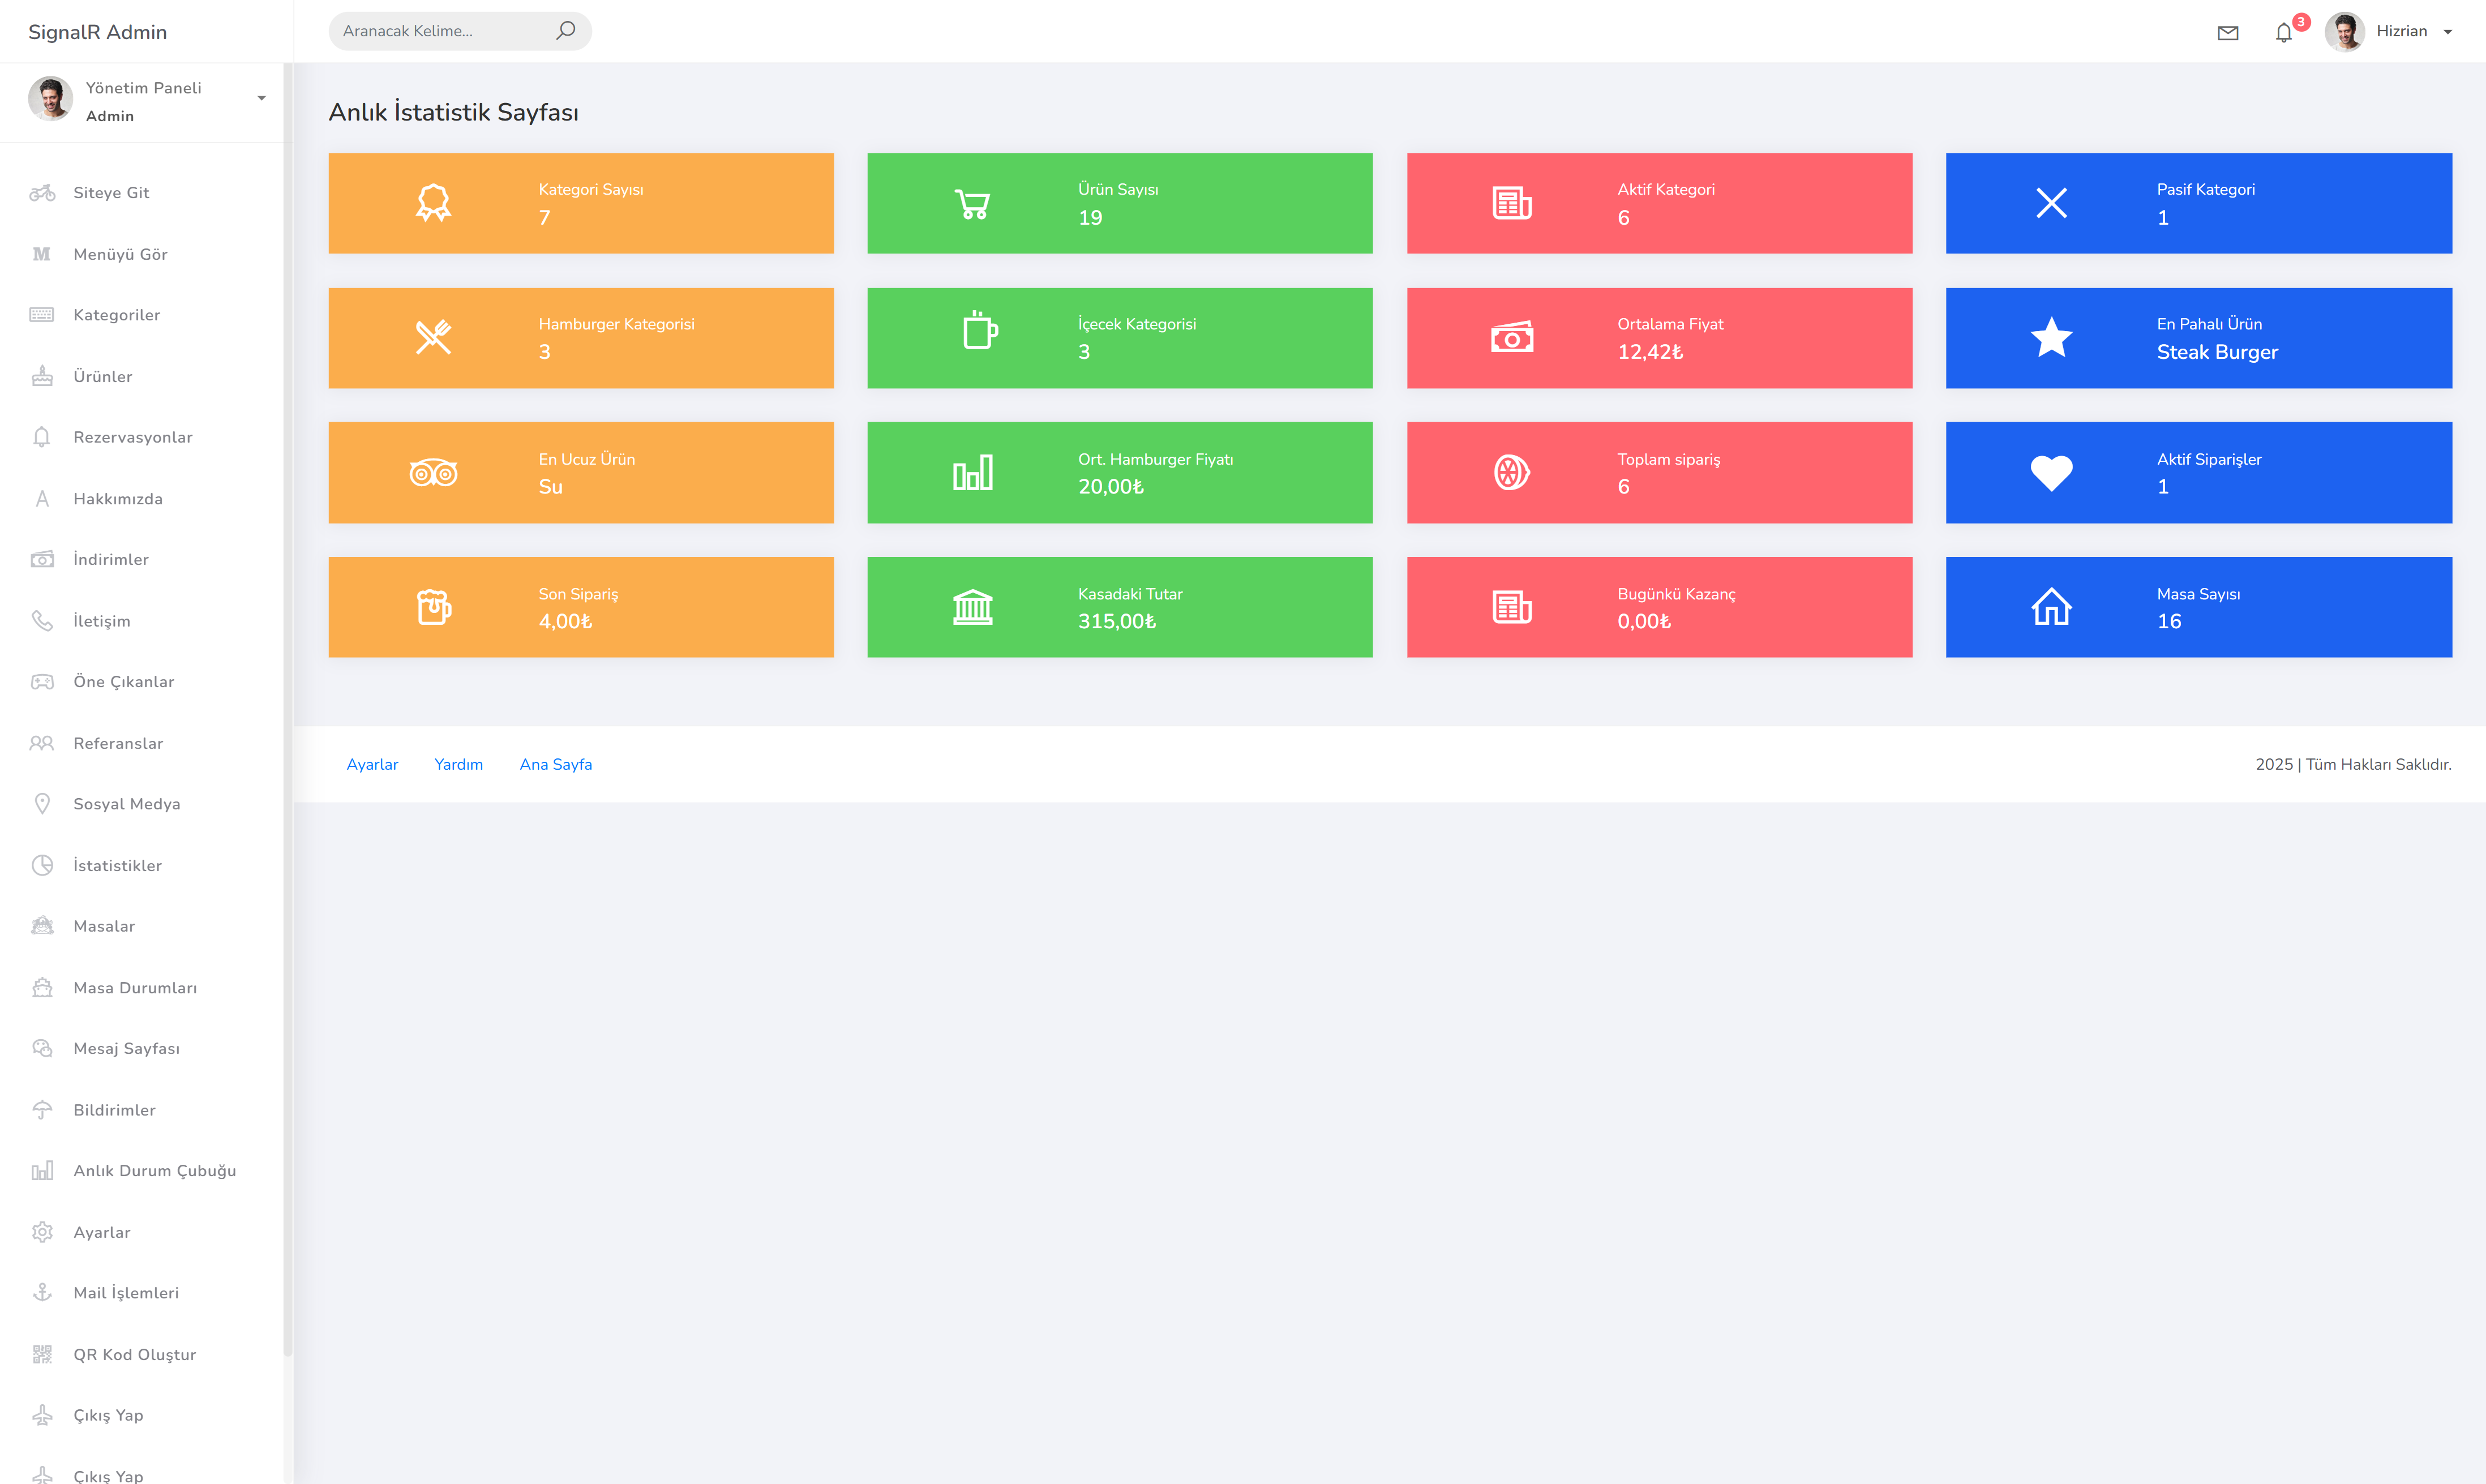 SignalR Admin
Aranacak Kelime...
3
Hizrian
Yönetim Paneli
Admin
Siteye Git
Menüyü Gör
Kategoriler
Ürünler
Rezervasyonlar
Hakkımızda
İndirimler
İletişim
Öne Çıkanlar
Referanslar
Sosyal Medya
İstatistikler
Masalar
Masa Durumları
Mesaj Sayfası
Bildirimler
Anlık Durum Çubuğu
Ayarlar
Mail İşlemleri
QR Kod Oluştur
Çıkış Yap
Çıkış Yap
Anlık İstatistik Sayfası
Kategori Sayısı
7
Ürün Sayısı
19
Aktif Kategori
6
Pasif Kategori
1
Hamburger Kategorisi
3
İçecek Kategorisi
3
Ortalama Fiyat
12,42₺
En Pahalı Ürün
Steak Burger
En Ucuz Ürün
Su
Ort. Hamburger Fiyatı
20,00₺
Toplam sipariş
6
Aktif Siparişler
1
Son Sipariş
4,00₺
Kasadaki Tutar
315,00₺
Bugünkü Kazanç
0,00₺
Masa Sayısı
16
Ayarlar Yardım Ana Sayfa
2025 | Tüm Hakları Saklıdır.